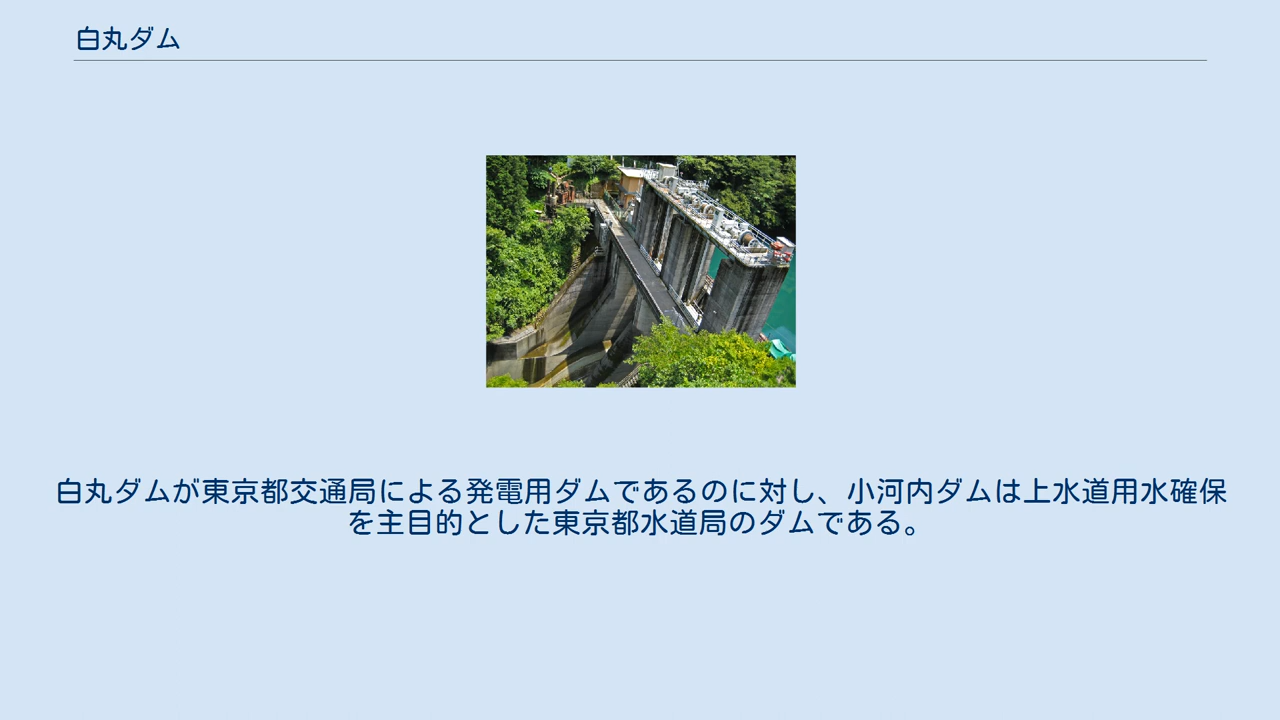 白丸ダム
白丸ダムが東京都交通局による発電用ダムであるのに対し、小河内ダムは上水道用水確保
を主目的とした東京都水道局のダムである。